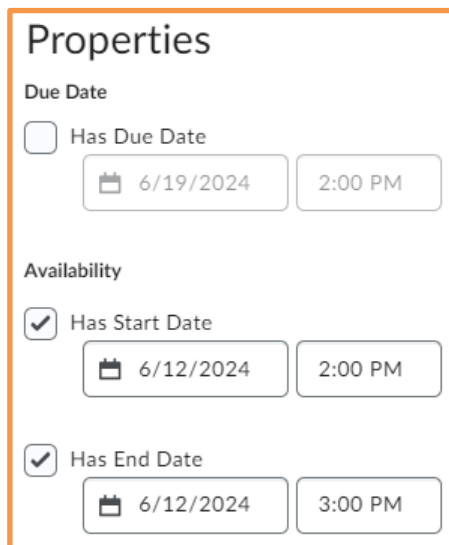 Properties
Due Date
Has Due Date
6/19/2024 2:00 PM
Availability
Has Start Date
6/12/2024 2:00 PM
Has End Date
6/12/2024 3:00 PM